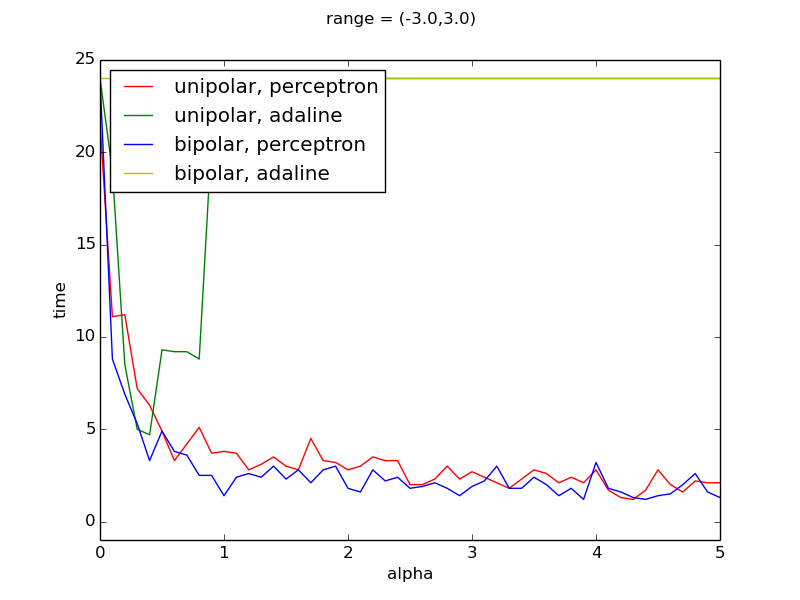 range = (-3.0,3.0)
25
20
15
10
5
0
time
unipolar, perceptron
unipolar, adaline
bipolar, perceptron
bipolar, adaline
0
1
2
3
4
5
alpha